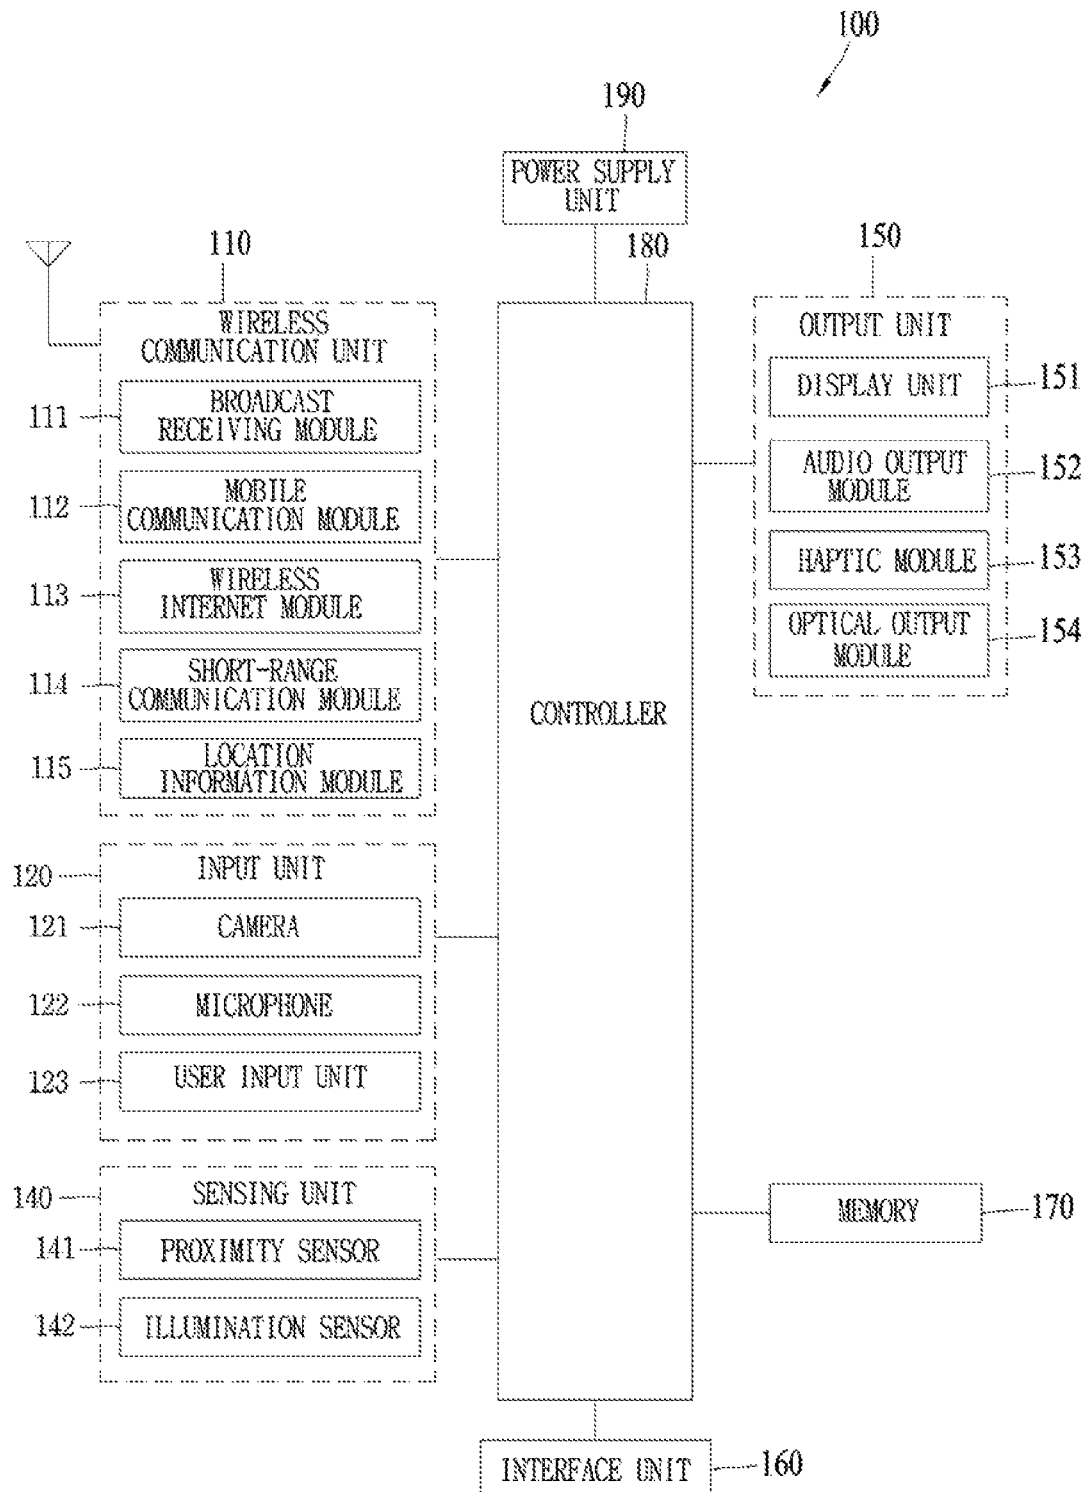 100
190
POWER SUPPLY
UNIT
110
180
150
WIRELESS
COMMUNICATION UNIT
111
BROADCAST
RECEIVING MODULE
112
MOBILE
COMMUNICATION MODULE
113
WIRELESS
INTERNET MODULE
114
SHORT-RANGE
COMMUNICATION MODULE
115
LOCATION
INFORMATION MODULE
120
INPUT UNIT
121
CAMERA
122
MICROPHONE
123
USER INPUT UNIT
140
SENSING UNIT
141
PROXIMITY SENSOR
142
ILLUMINATION SENSOR
CONTROLLER
OUTPUT UNIT
DISPLAY UNIT
151
AUDIO OUTPUT
MODULE
152
HAPTIC MODULE
153
OPTICAL OUTPUT
MODULE
154
MEMORY
170
INTERFACE UNIT
160